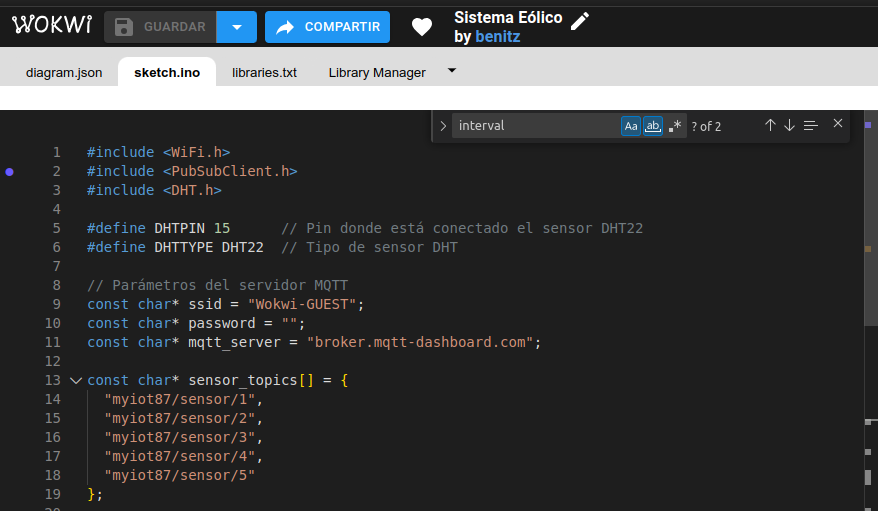 WOKWi GUARDAR COMPARTIR Sistema Eólico
by benitz
diagram.json sketch.ino libraries.txt Library Manager
interval Aa ab .* ? of 2
1 #include <WiFi.h>
2 #include <PubSubClient.h>
3 #include <DHT.h>
4
5 #define DHTPIN 15 // Pin donde está conectado el sensor DHT22
6 #define DHTTYPE DHT22 // Tipo de sensor DHT
7
8 // Parámetros del servidor MQTT
9 const char* ssid = "Wokwi-GUEST";
10 const char* password = "";
11 const char* mqtt_server = "broker.mqtt-dashboard.com";
12
13 const char* sensor_topics[] = {
14 "myiot87/sensor/1",
15 "myiot87/sensor/2",
16 "myiot87/sensor/3",
17 "myiot87/sensor/4",
18 "myiot87/sensor/5"
19 };